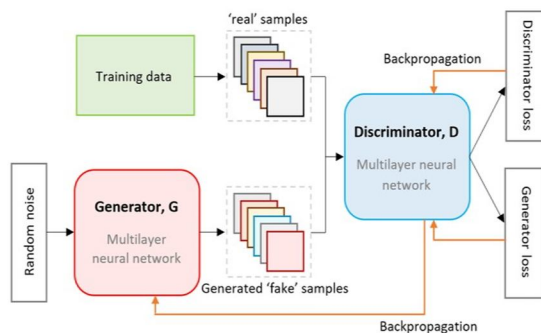 'real' samples
Training data
Backpropagation
Discriminator loss
Discriminator, D
Multilayer neural
network
Random noise
Generator, G
Multilayer
neural network
Generated 'fake' samples
Generator loss
Backpropagation